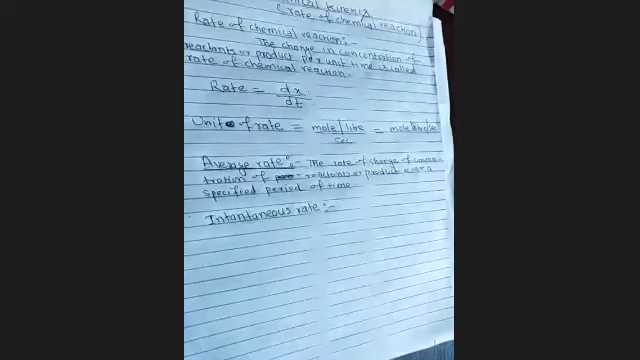 Kinetics
(rate of chemical reaction)
Rate of chemical reaction:-
The change in concentration of
reactants or product per unit time is called
rate of chemical reaction.
Rate = dx
dt
Unit of rate = mole/litre = mole/litre/sec
sec
Average rate:- The rate of change of concen-
tration of reactants or product over a
specified period of time
Intantaneous rate:-